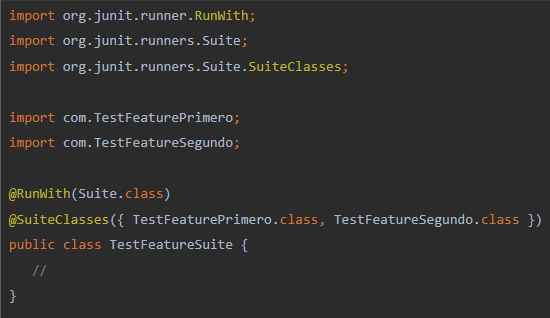 import org.junit.runner.RunWith;
import org.junit.runners.Suite;
import org.junit.runners.Suite.SuiteClasses;
import com.TestFeaturePrimero;
import com.TestFeatureSegundo;
@RunWith(Suite.class)
@SuiteClasses({ TestFeaturePrimero.class, TestFeatureSegundo.class })
public class TestFeatureSuite {
//
}